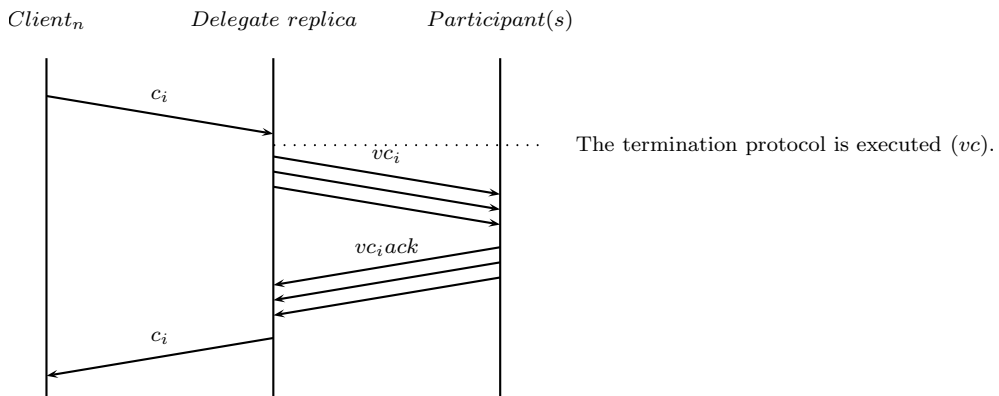 Client_n Delegate replica Participant(s)
c_i
The termination protocol is executed (vc).
vc_i
vc_i ack
c_i